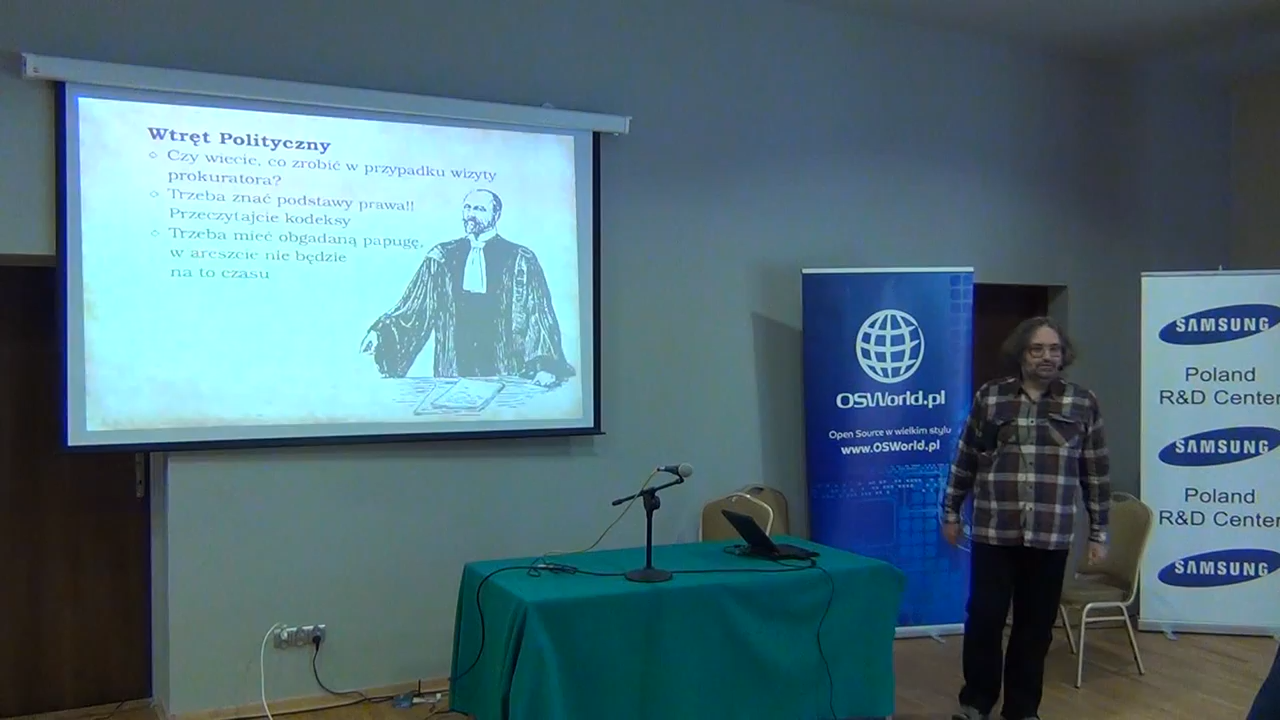 Wtręt Polityczny
Czy wiecie, co zrobić w przypadku wizyty
prokuratora?
Trzeba znać podstawy prawa!!
Przeczytajcie kodeksy
Trzeba mieć obgadaną papugę,
w areszcie nie będzie
na to czasu
OSWorld.pl
Open Source w wielkim stylu
www.OSWorld.pl
SAMSUNG
Poland
R&D Center
SAMSUNG
Poland
R&D Center
SAMSUNG